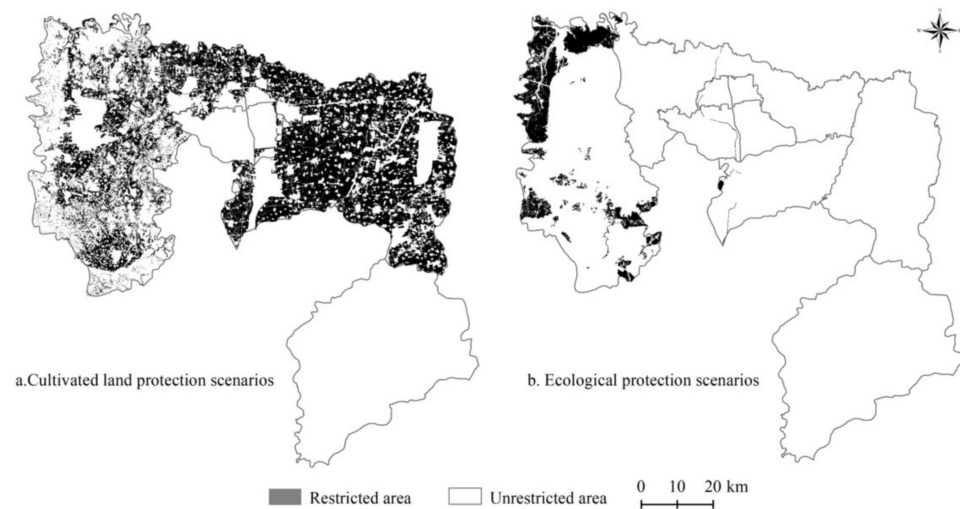 a.Cultivated land protection scenarios
b. Ecological protection scenarios
Restricted area
Unrestricted area
0 10 20 km